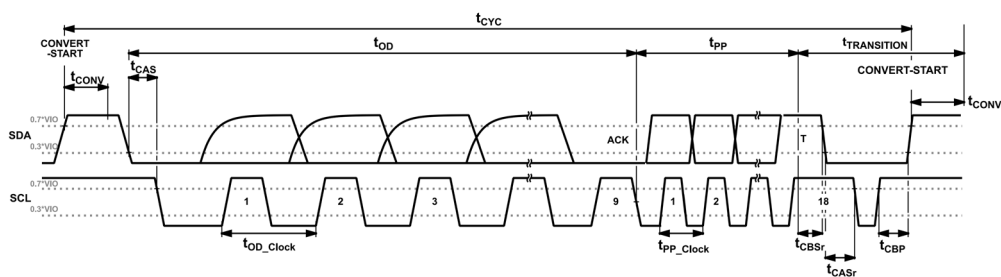 tCYC
CONVERT
-START
tOD
tPP
tTRANSITION
CONVERT-START
tCAS
tCONV
tCONV
0.7*VIO
SDA
0.3*VIO
ACK
T
0.7*VIO
SCL
0.3*VIO
1
2
3
9
1
2
18
tOD_Clock
tPP_Clock
tCBSr
tCBP
tCASr